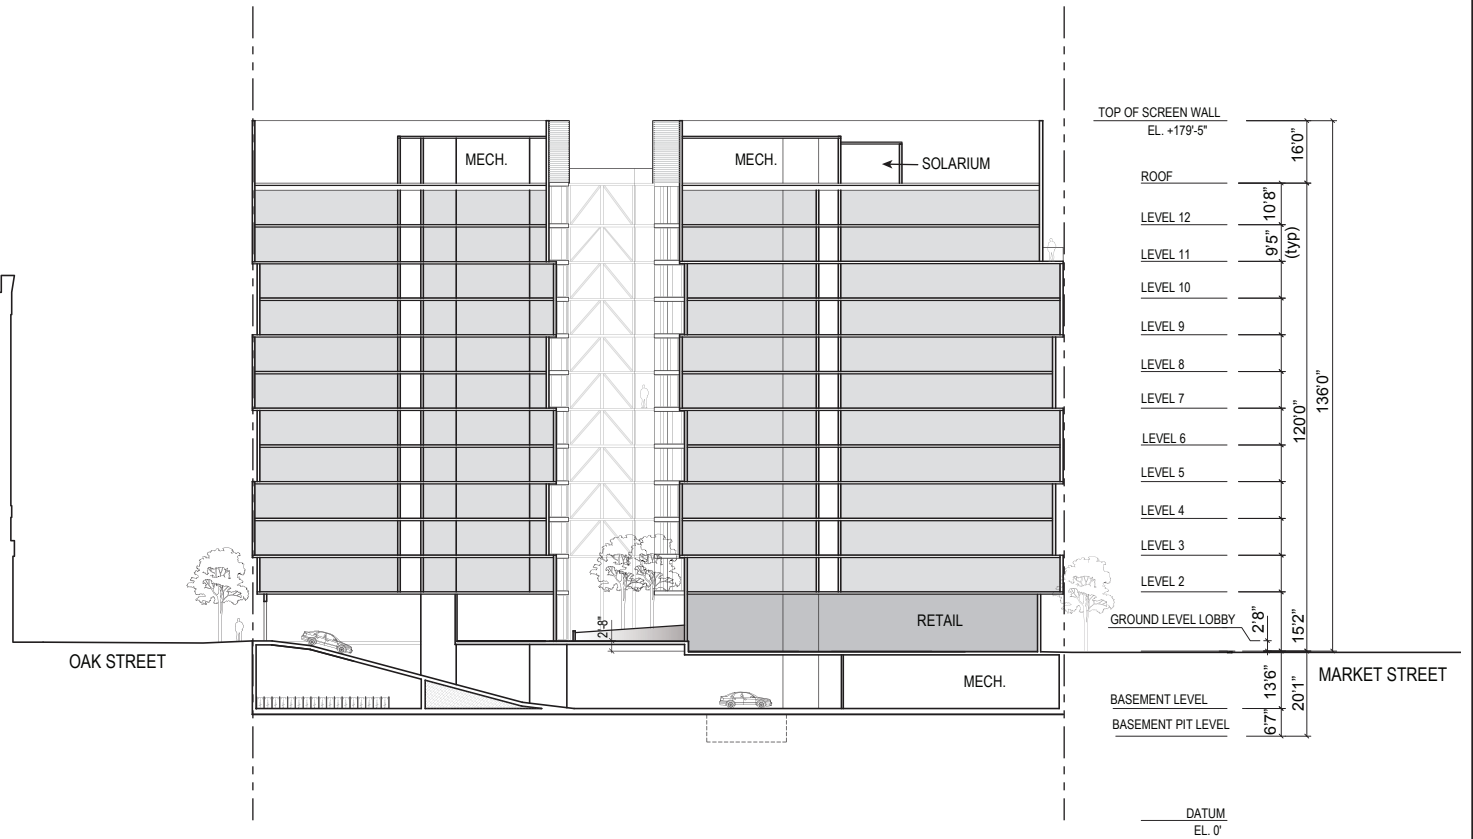 TOP OF SCREEN WALL
EL. +179'-5"
16'0"
MECH.
MECH.
SOLARIUM
ROOF
10'8"
LEVEL 12
9'5"
(typ)
LEVEL 11
LEVEL 10
LEVEL 9
LEVEL 8
LEVEL 7
136'0"
120'0"
LEVEL 6
LEVEL 5
LEVEL 4
LEVEL 3
LEVEL 2
RETAIL
GROUND LEVEL LOBBY
2'8"
15'2"
2'-8"
OAK STREET
MARKET STREET
MECH.
13'6"
20'1"
BASEMENT LEVEL
6'7"
BASEMENT PIT LEVEL
DATUM
EL. 0'